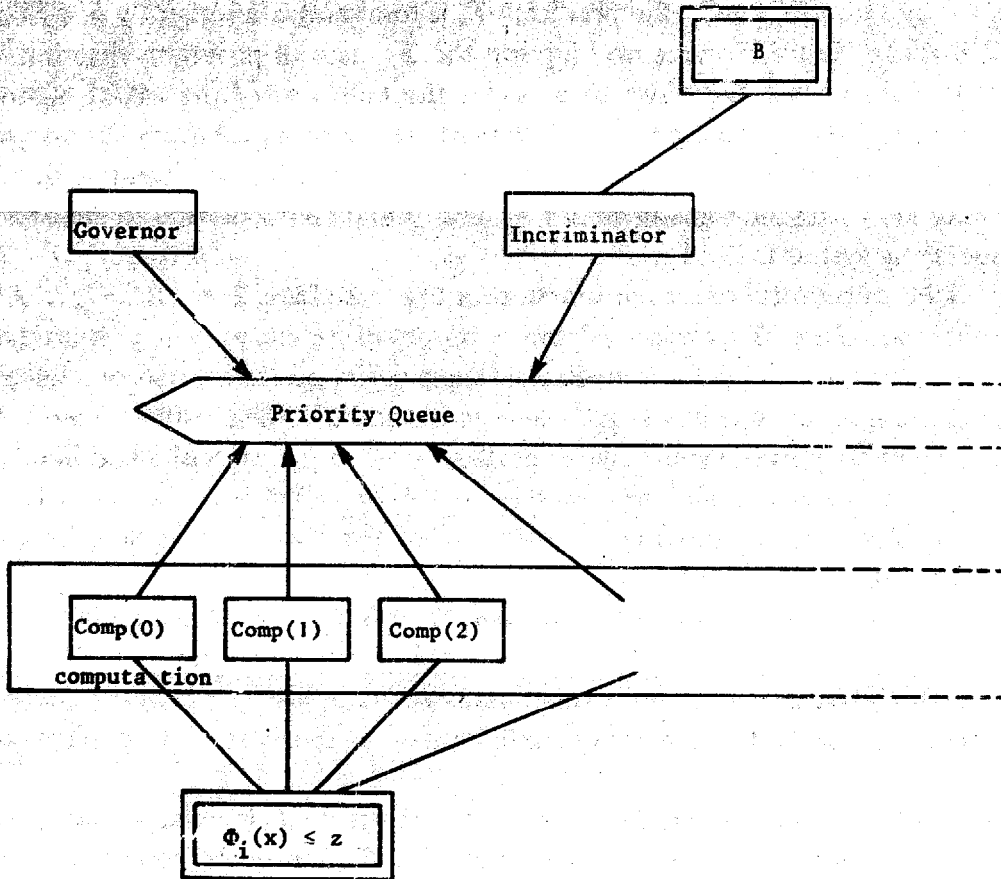 B
Governor
Incriminator
Priority Queue
Comp(0) Comp(1) Comp(2)
computation
Φi(x) ≤ z